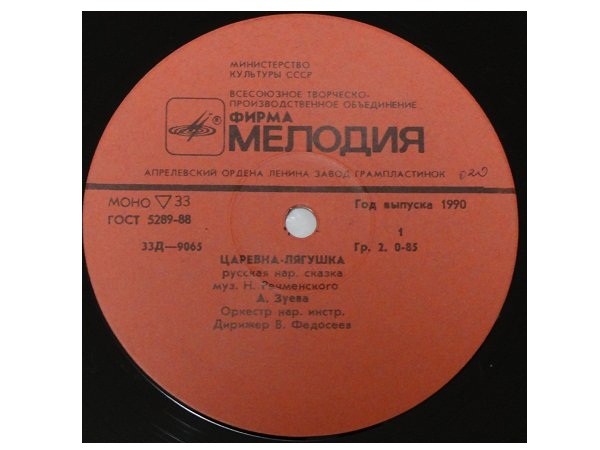 МИНИСТЕРСТВО
КУЛЬТУРЫ СССР
ВСЕСОЮЗНОЕ ТВОРЧЕСКО-
ПРОИЗВОДСТВЕННОЕ ОБЪЕДИНЕНИЕ
ФИРМА
МЕЛОДИЯ
®
АПРЕЛЕВСКИЙ ОРДЕНА ЛЕНИНА ЗАВОД ГРАМПЛАСТИНОК
МОНО ▽ 33
ГОСТ 5289-88
Год выпуска 1990
33Д—9065
1
Гр. 2. 0-85
ЦАРЕВНА-ЛЯГУШКА
русская нар. сказка
муз. Н. Речменского
А. Зуева
Оркестр нар. инстр.
Дирижер В. Федосеев